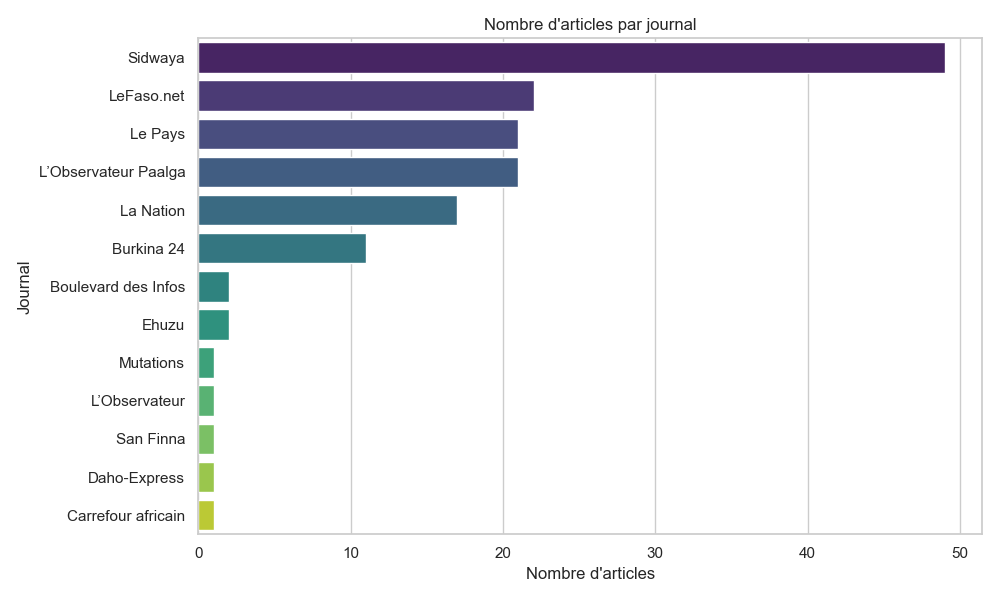 Nombre d'articles par journal
Journal
Sidwaya
LeFaso.net
Le Pays
L’Observateur Paalga
La Nation
Burkina 24
Boulevard des Infos
Ehuzu
Mutations
L’Observateur
San Finna
Daho-Express
Carrefour africain
0 10 20 30 40 50
Nombre d'articles